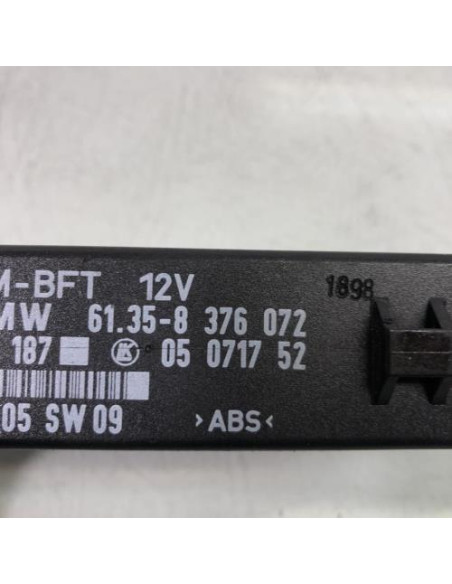 M-BFT 12V
MW 61.35-8 376 072
187 05 0717 52
05 SW 09 >ABS<
1898